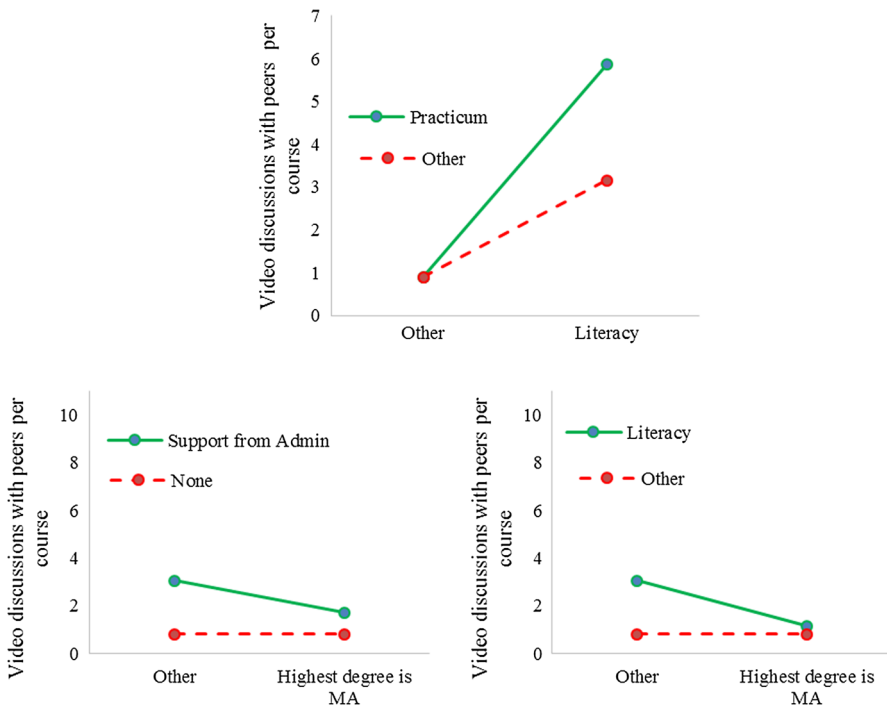 Video discussions with peers per
course
7
6
5
4
3
2
1
0
Practicum
Other
Other
Literacy
Video discussions with peers per
course
10
8
6
4
2
0
Support from Admin
None
Other
Highest degree is
MA
Video discussions with peers per
course
10
8
6
4
2
0
Literacy
Other
Other
Highest degree is
MA